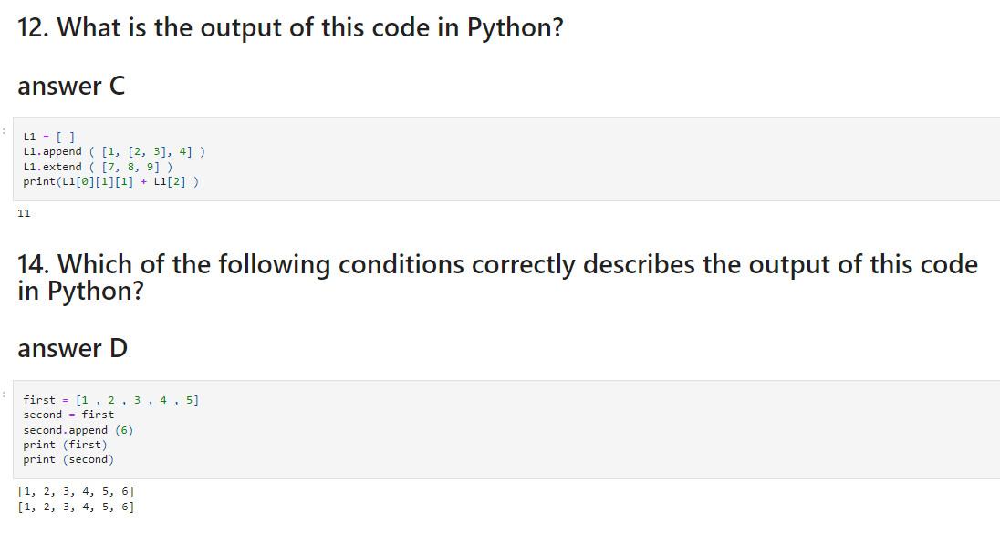 12. What is the output of this code in Python?
answer C
:
L1 = [ ]
L1.append ( [1, [2, 3], 4] )
L1.extend ( [7, 8, 9] )
print(L1[0][1][1] + L1[2] )
11
14. Which of the following conditions correctly describes the output of this code
in Python?
answer D
:
first = [1 , 2 , 3 , 4 , 5]
second = first
second.append (6)
print (first)
print (second)
[1, 2, 3, 4, 5, 6]
[1, 2, 3, 4, 5, 6]